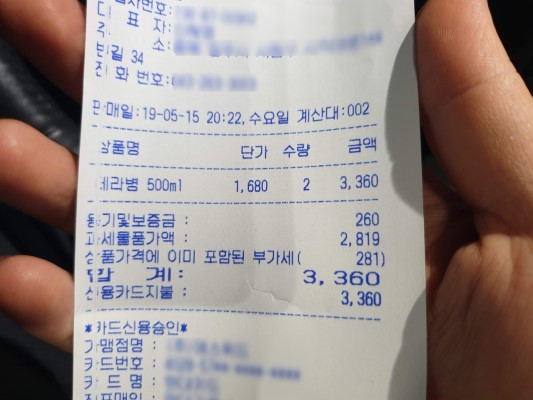 표 자:
소:
길 34
전 화 번호:
판매일:19-05-15 20:22,수요일 계산대:002
상품명 단가 수량 금액
테라병 500ml 1,680 2 3,360
용기및보증금 : 260
과세물품가액 : 2,819
상품가격에 이미 포함된 부가세( 281)
합 계: 3,360
신용카드지불 : 3,360
*카드신용승인*
가맹점명 :
카드번호 :
카 드 명 :
전표매입 :